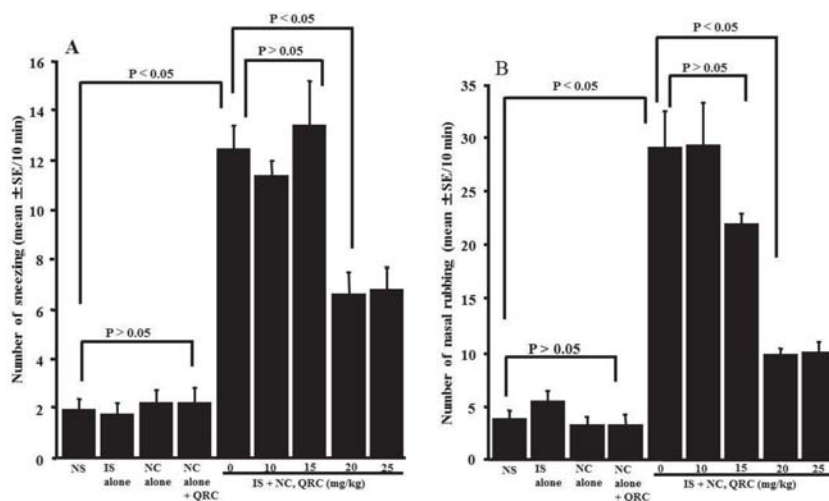 A
P < 0.05
P > 0.05
P < 0.05
P > 0.05
Number of sneezing (mean ±SE/10 min)
16
14
12
10
8
6
4
2
0
NS
IS alone
NC alone
NC alone + QRC
0
10
15
20
25
IS + NC, QRC (mg/kg)
B
P < 0.05
P > 0.05
P < 0.05
P > 0.05
Number of nasal rubbing (mean ±SE/10 min)
35
30
25
20
15
10
5
0
NS
IS
alone
NC
alone
NC
alone
+ QRC
0
10
15
20
25
IS + NC, QRC (mg/kg)